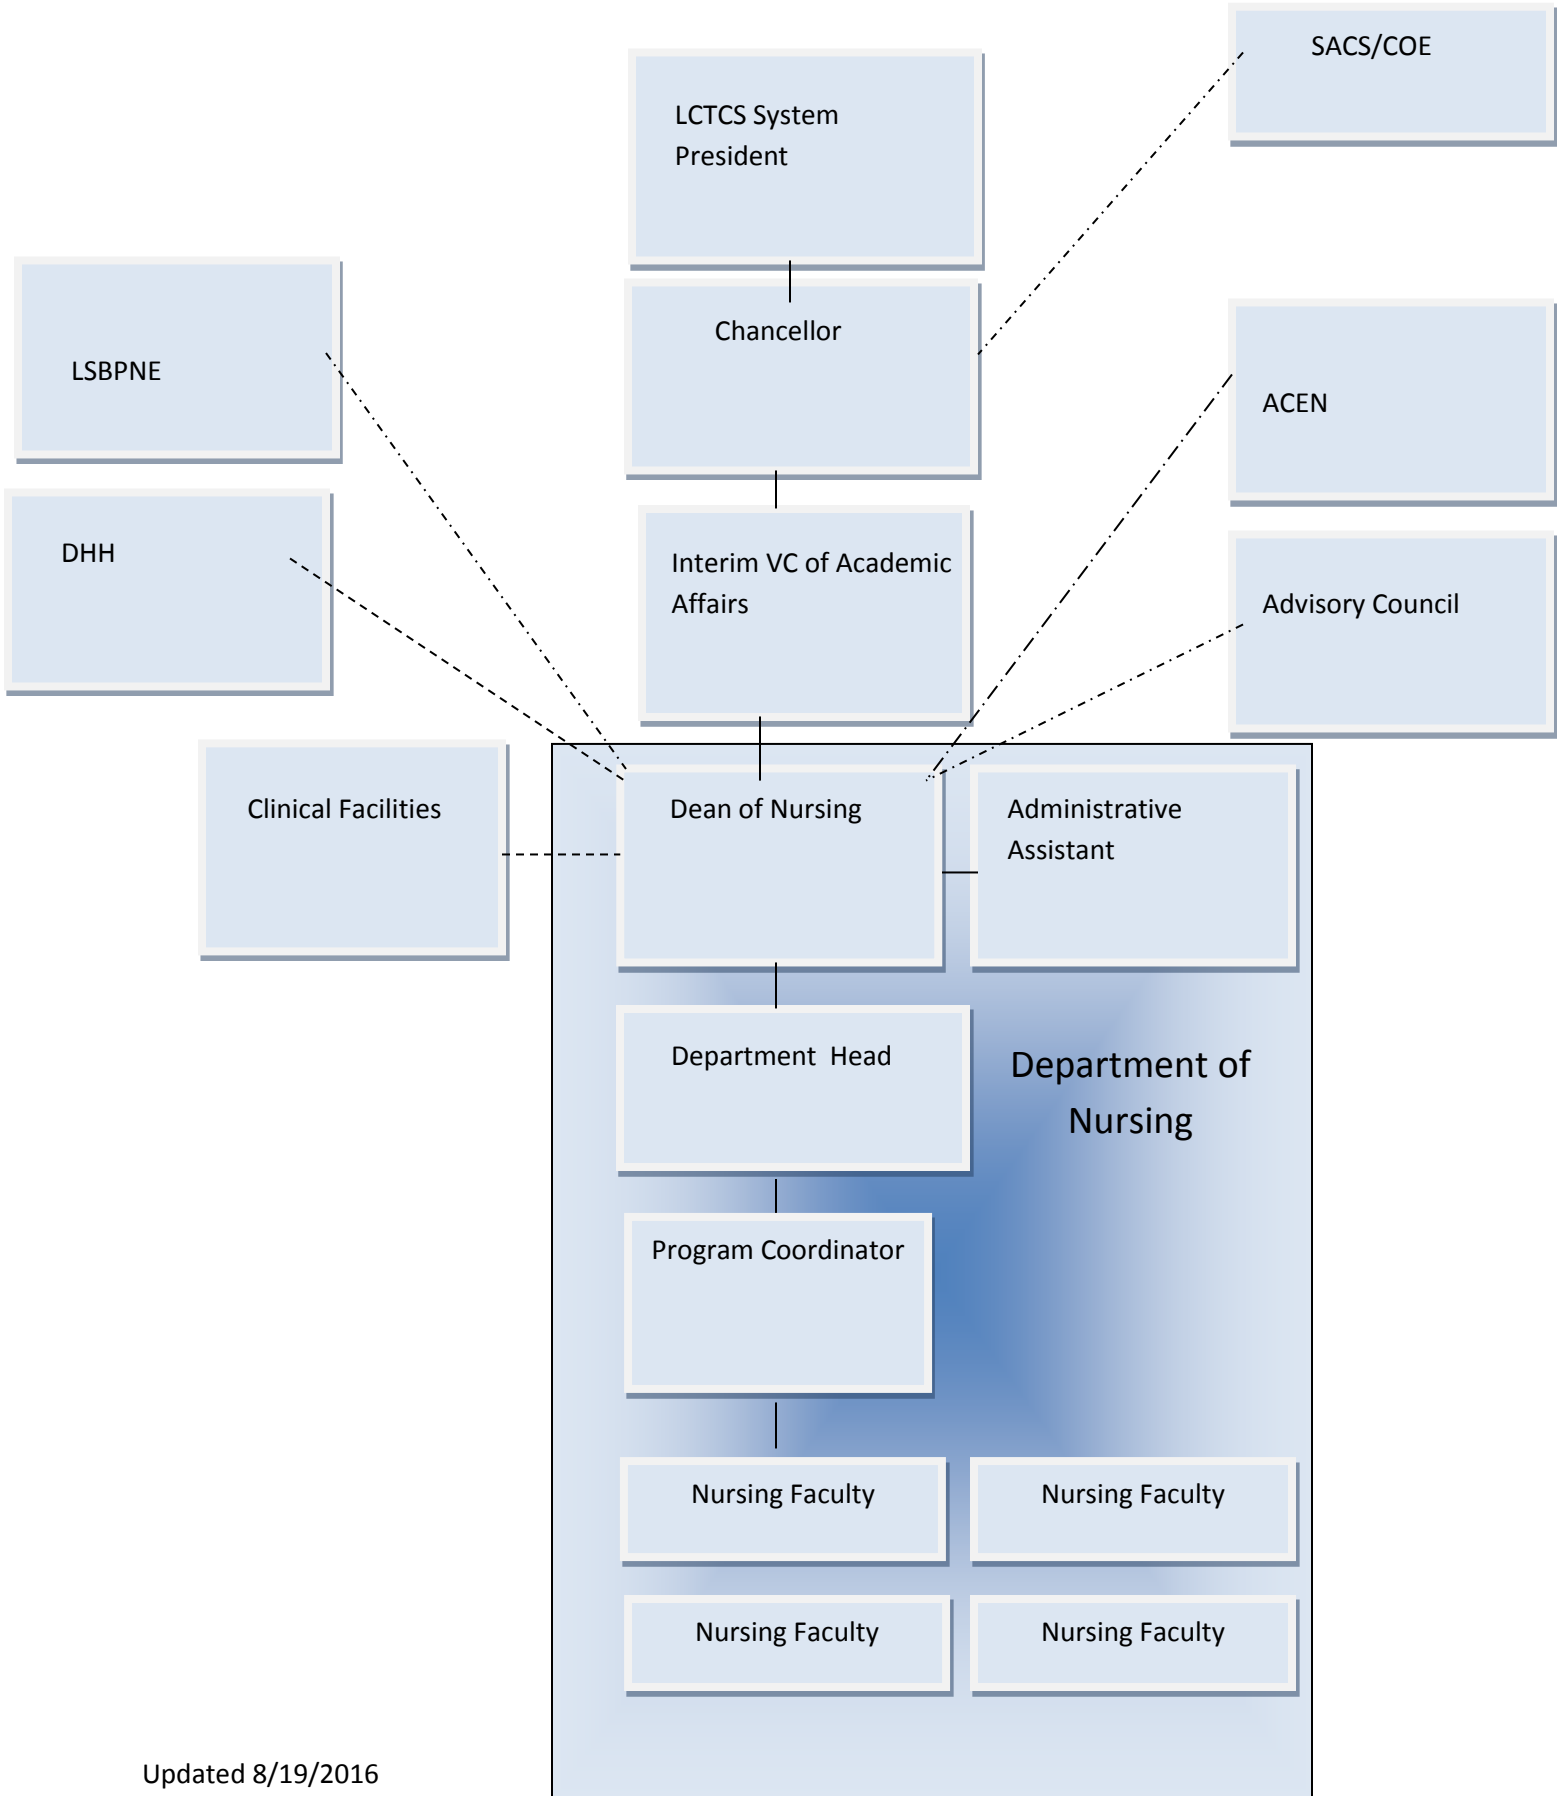 SACS/COE
LCTCS System
President
Chancellor
LSBPNE
ACEN
DHH
Interim VC of Academic
Affairs
Advisory Council
Clinical Facilities
Dean of Nursing
Administrative
Assistant
Department  Head
Department of
Nursing
Program Coordinator
Nursing Faculty
Nursing Faculty
Nursing Faculty
Nursing Faculty
Updated 8/19/2016